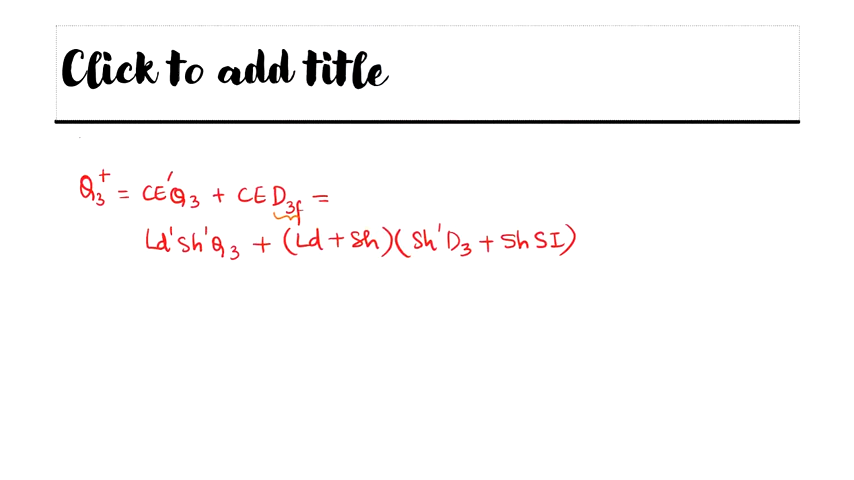 Click to add title
Q₃⁺ = CE'Q₃ + CE D₃f =
Ld'Sh'Q₃ + (Ld + Sh)(Sh'D₃ + Sh SI)